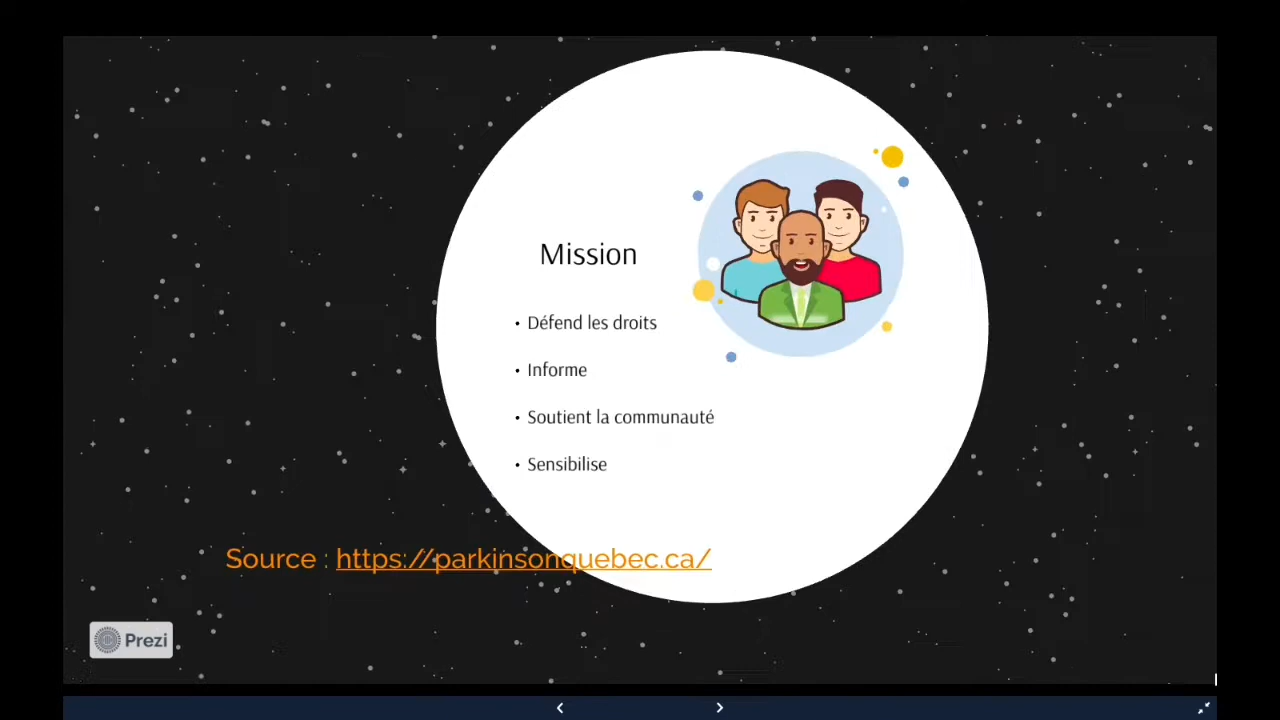 Mission
• Défend les droits
• Informe
• Soutient la communauté
• Sensibilise
Source : https://parkinsonquebec.ca/
Prezi